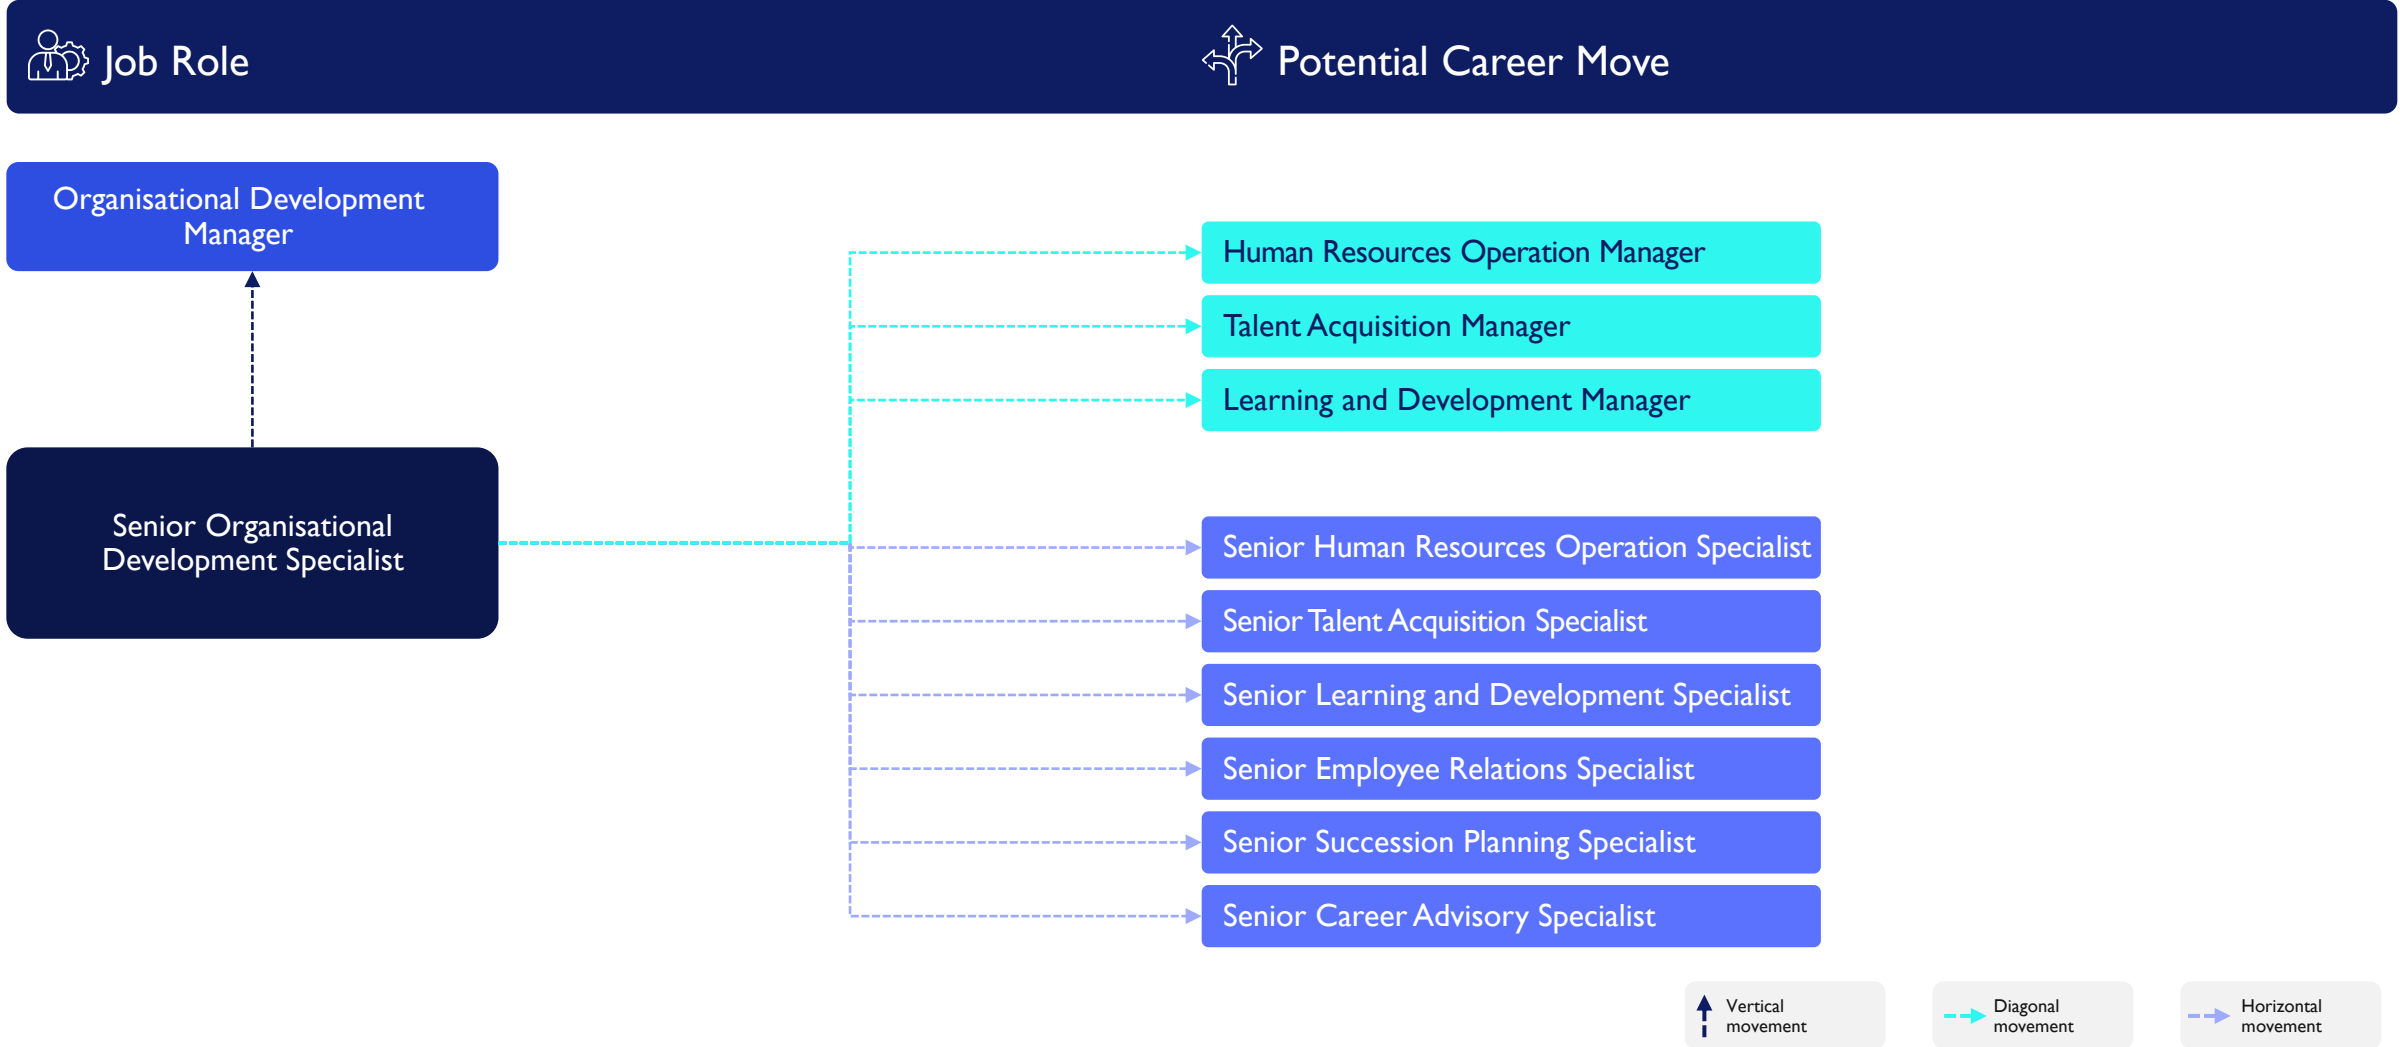 Job Role
Potential Career Move
Organisational Development
Manager
Senior Organisational
Development Specialist
Human Resources Operation Manager
Talent Acquisition Manager
Learning and Development Manager
Senior Human Resources Operation Specialist
Senior Talent Acquisition Specialist
Senior Learning and Development Specialist
Senior Employee Relations Specialist
Senior Succession Planning Specialist
Senior Career Advisory Specialist
Vertical
movement
Diagonal
movement
Horizontal
movement